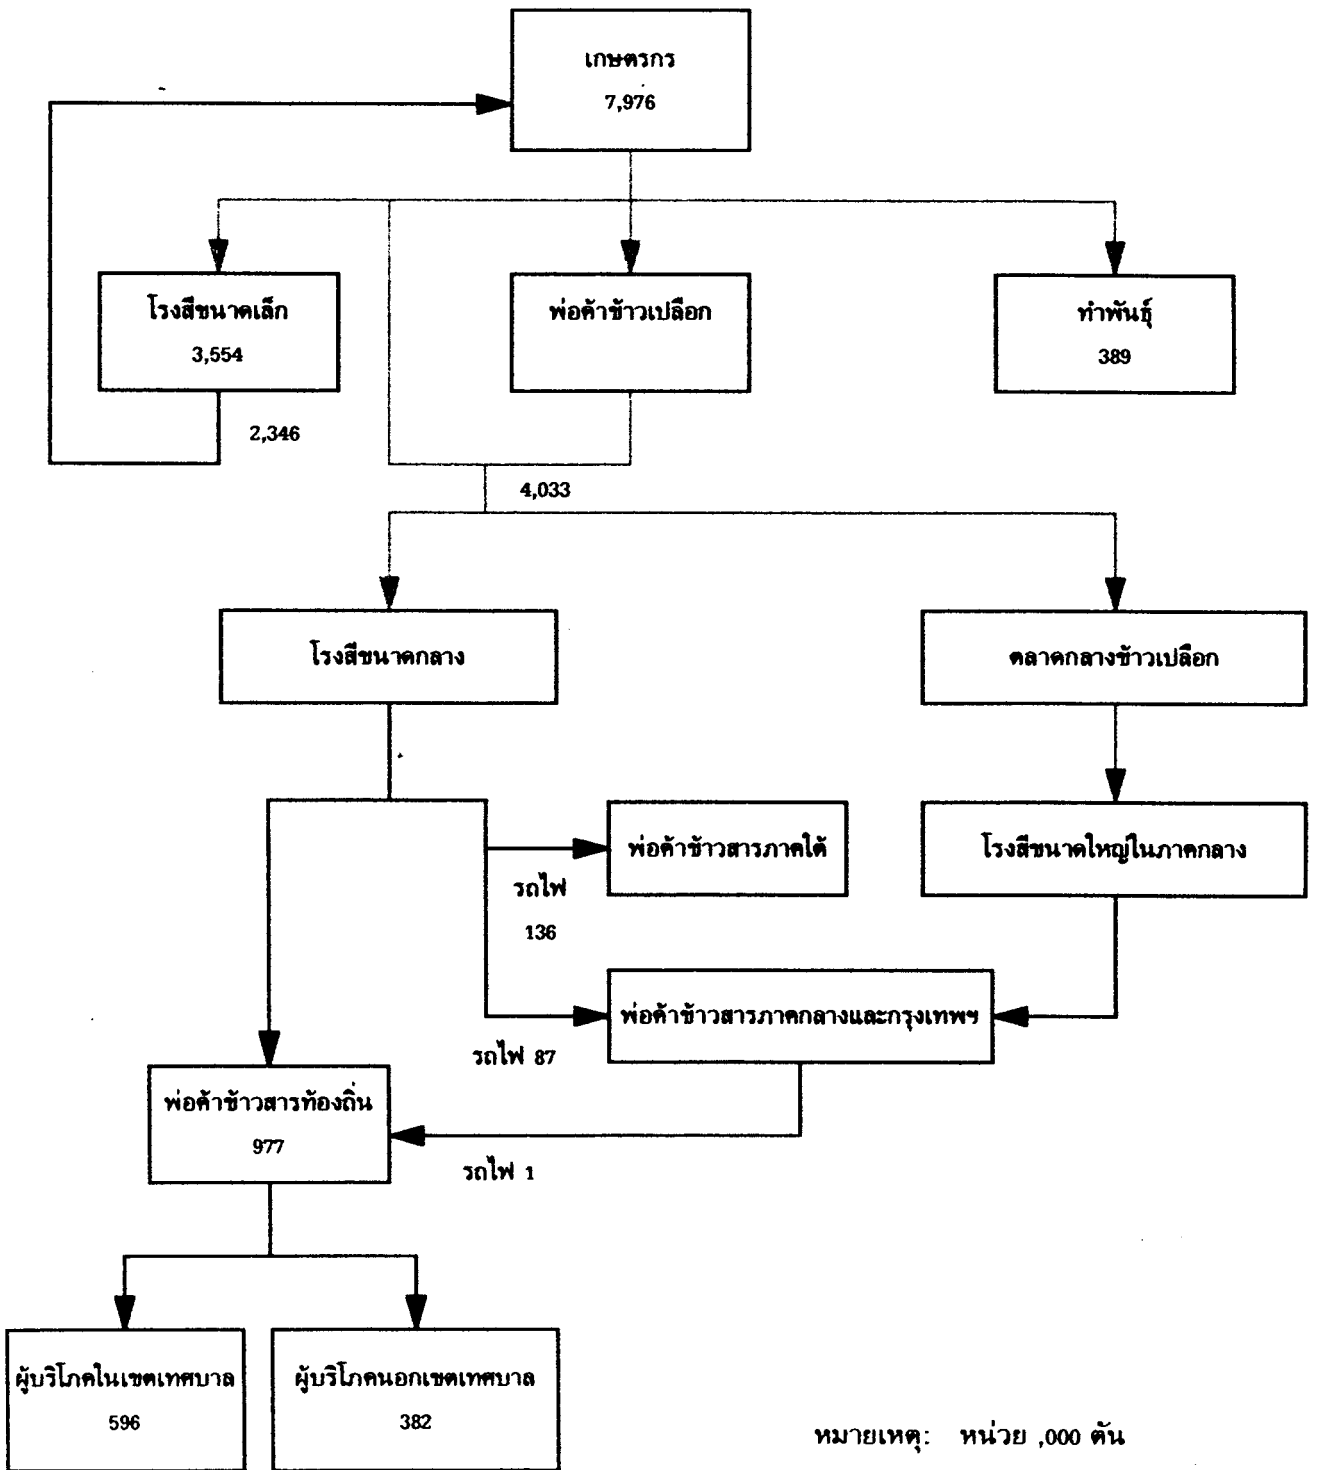 เกษตรกร
7,976
โรงสีขนาดเล็ก
3,554
พ่อค้าข้าวเปลือก
ทำพันธุ์
389
2,346
4,033
โรงสีขนาดกลาง
ตลาดกลางข้าวเปลือก
พ่อค้าข้าวสารภาคใต้
โรงสีขนาดใหญ่ในภาคกลาง
รถไฟ
136
พ่อค้าข้าวสารภาคกลางและกรุงเทพฯ
รถไฟ 87
พ่อค้าข้าวสารท้องถิ่น
977
รถไฟ 1
ผู้บริโภคในเขตเทศบาล
596
ผู้บริโภคนอกเขตเทศบาล
382
หมายเหตุ: หน่วย ,000 ตัน